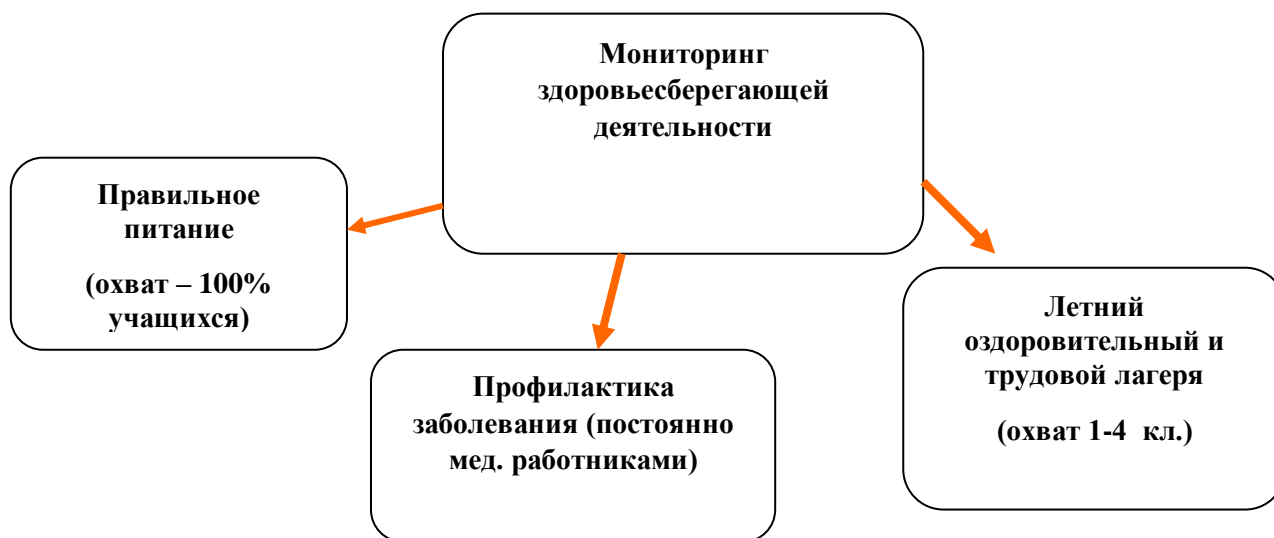 Мониторинг
здоровьесберегающей
деятельности
Правильное
питание
(охват – 100%
учащихся)
Профилактика
заболевания (постоянно
мед. работниками)
Летний
оздоровительный и
трудовой лагеря
(охват 1-4 кл.)